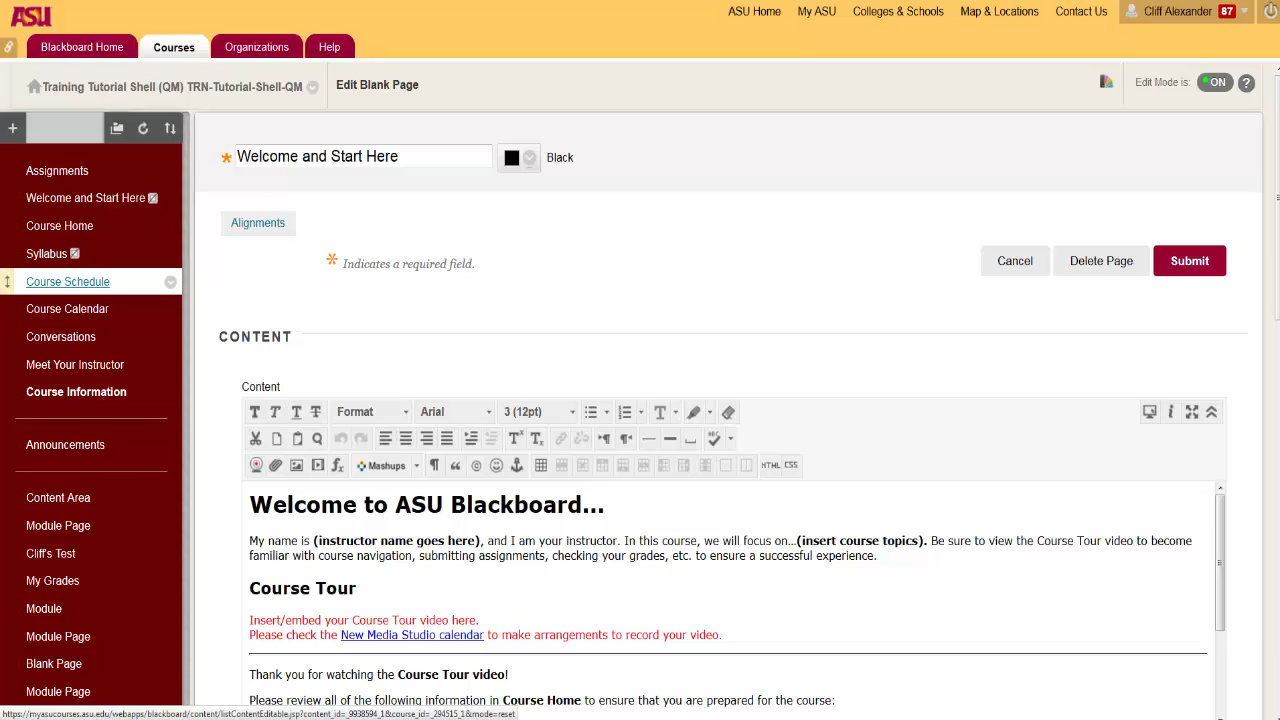 ASU
ASU Home My ASU Colleges & Schools Map & Locations Contact Us Cliff Alexander 87
Blackboard Home Courses Organizations Help
Training Tutorial Shell (QM) TRN-Tutorial-Shell-QM Edit Blank Page Edit Mode is: ON ?
Welcome and Start Here Black
Assignments
Welcome and Start Here
Course Home
Syllabus
Course Schedule
Course Calendar
Conversations
Meet Your Instructor
Course Information
Announcements
Content Area
Module Page
Cliff's Test
My Grades
Module
Module Page
Blank Page
Module Page
Alignments
Indicates a required field.
Cancel Delete Page Submit
CONTENT
Content
T T T T Format Arial 3 (12pt) T
Mashups HTML CSS
Welcome to ASU Blackboard...
My name is (instructor name goes here), and I am your instructor. In this course, we will focus on...(insert course topics). Be sure to view the Course Tour video to become
familiar with course navigation, submitting assignments, checking your grades, etc. to ensure a successful experience.
Course Tour
Insert/embed your Course Tour video here.
Please check the New Media Studio calendar to make arrangements to record your video.
Thank you for watching the Course Tour video!
Please review all of the following information in Course Home to ensure that you are prepared for the course:
https://myasucourses.asu.edu/webapps/blackboard/content/listContentEditable.jsp?content_id=_9938594_1&course_id=_294515_1&mode=reset